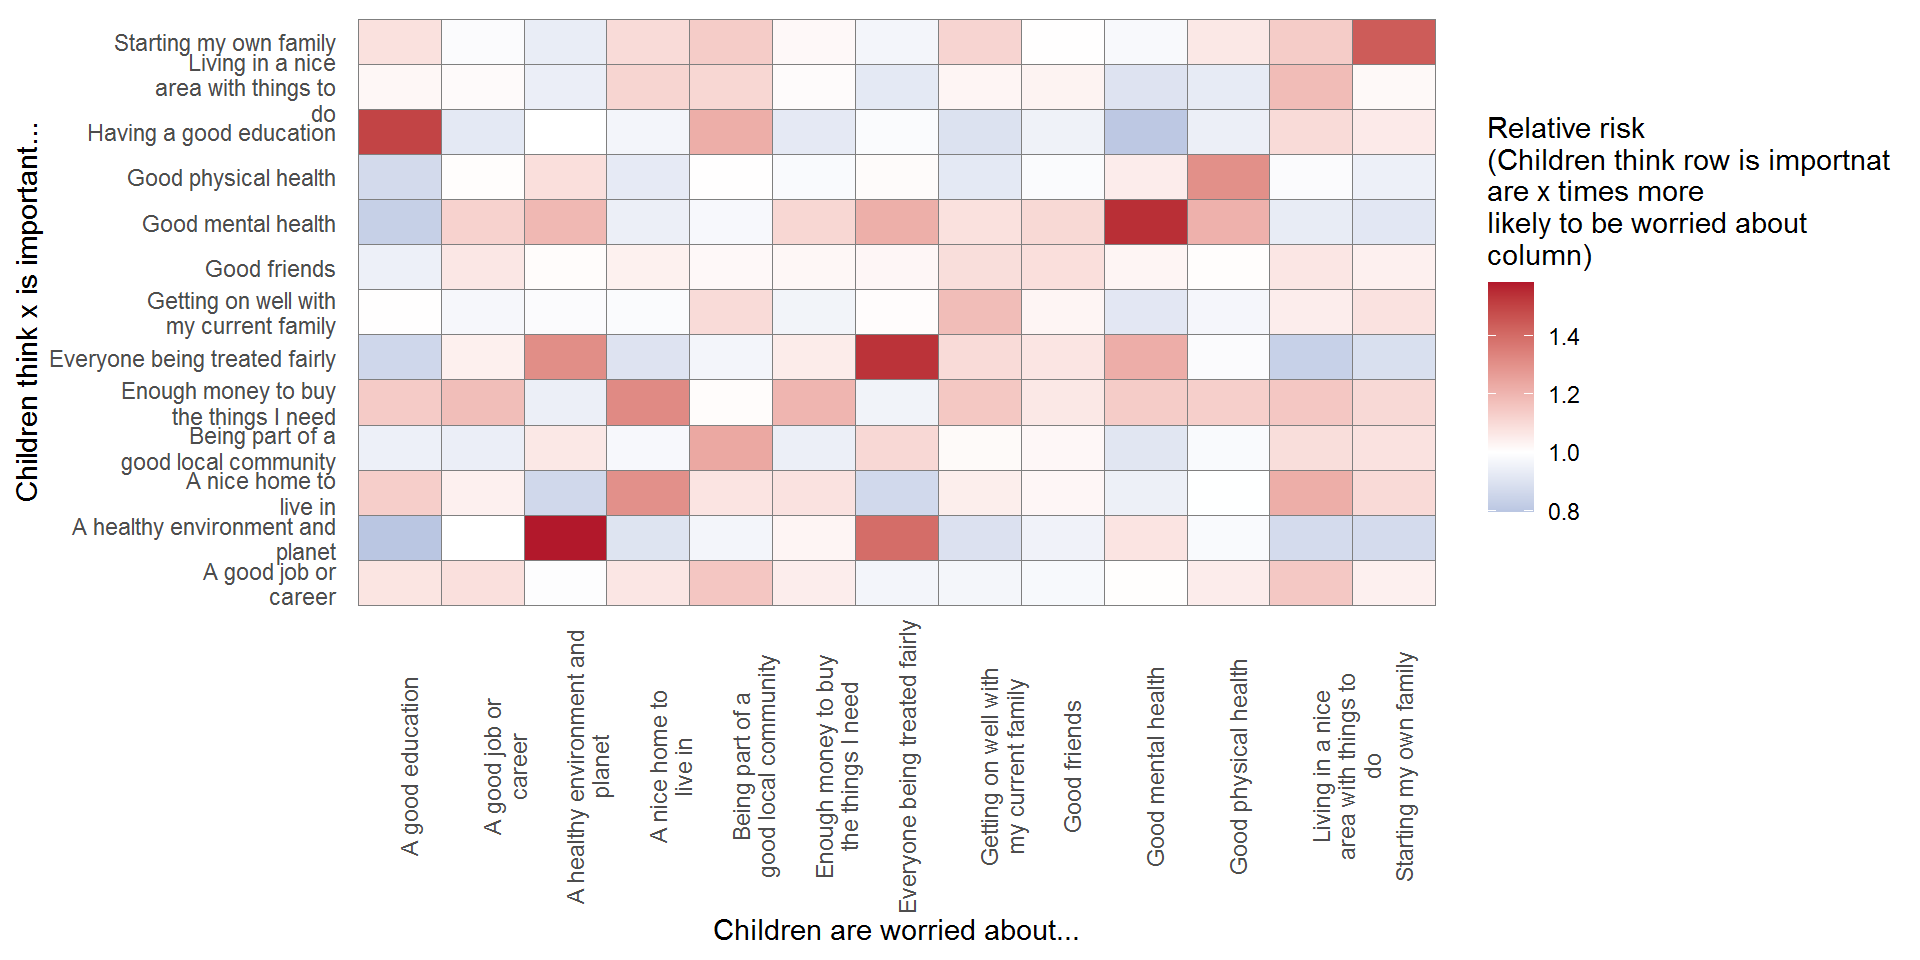 Starting my own family
Living in a nice
area with things to
do
Having a good education
Good physical health
Good mental health
Good friends
Getting on well with
my current family
Everyone being treated fairly
Enough money to buy
the things I need
Being part of a
good local community
A nice home to
live in
A healthy environment and
planet
A good job or
career
Children think x is important...
A good education
A good job or
career
A healthy environment and
planet
A nice home to
live in
Being part of a
good local community
Enough money to buy
the things I need
Everyone being treated fairly
Getting on well with
my current family
Good friends
Good mental health
Good physical health
Living in a nice
area with things to
do
Starting my own family
Children are worried about...
Relative risk
(Children think row is importnat
are x times more
likely to be worried about
column)
1.4
1.2
1.0
0.8